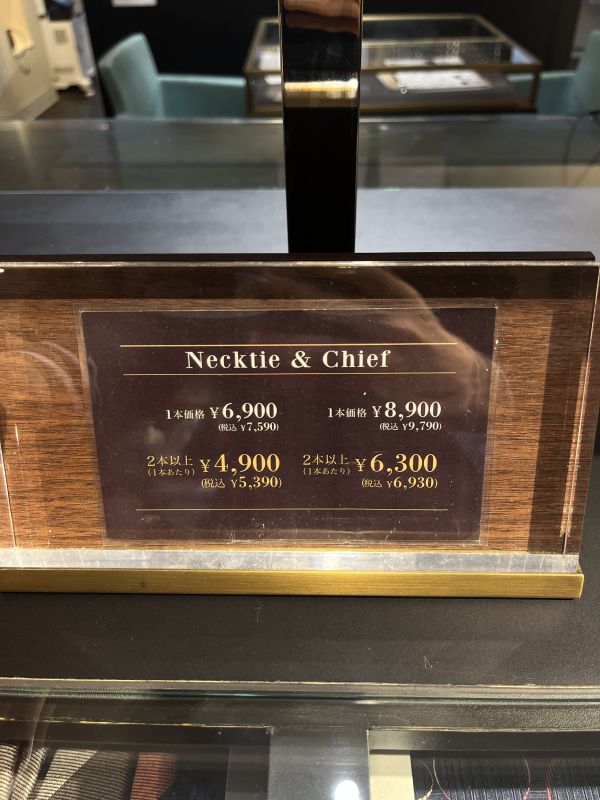 Necktie & Chief
1本価格 ¥6,900
(税込 ¥7,590)
1本価格 ¥8,900
(税込 ¥9,790)
2本以上 ¥4,900
(1本あたり)
(税込 ¥5,390)
2本以上 ¥6,300
(1本あたり)
(税込 ¥6,930)